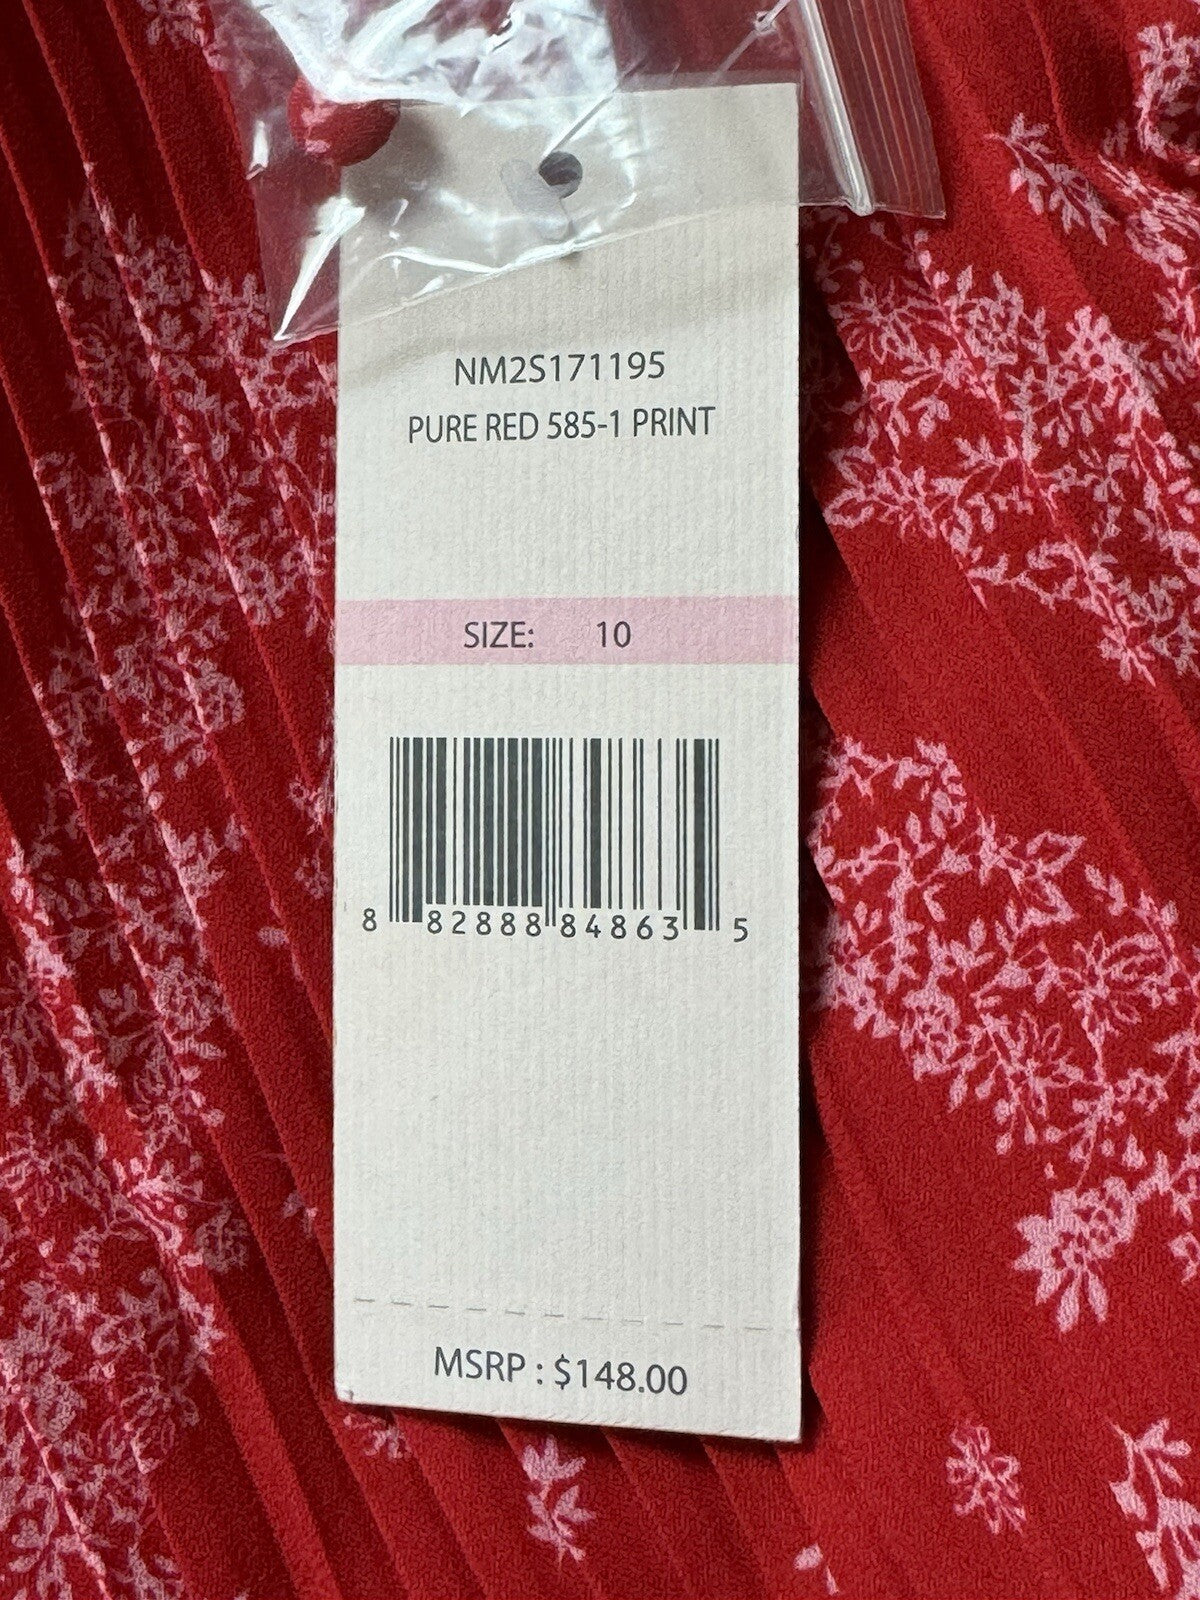 NM2S171195
PURE RED 585-1 PRINT
SIZE: 10
8 82888 84863 5
MSRP : $148.00